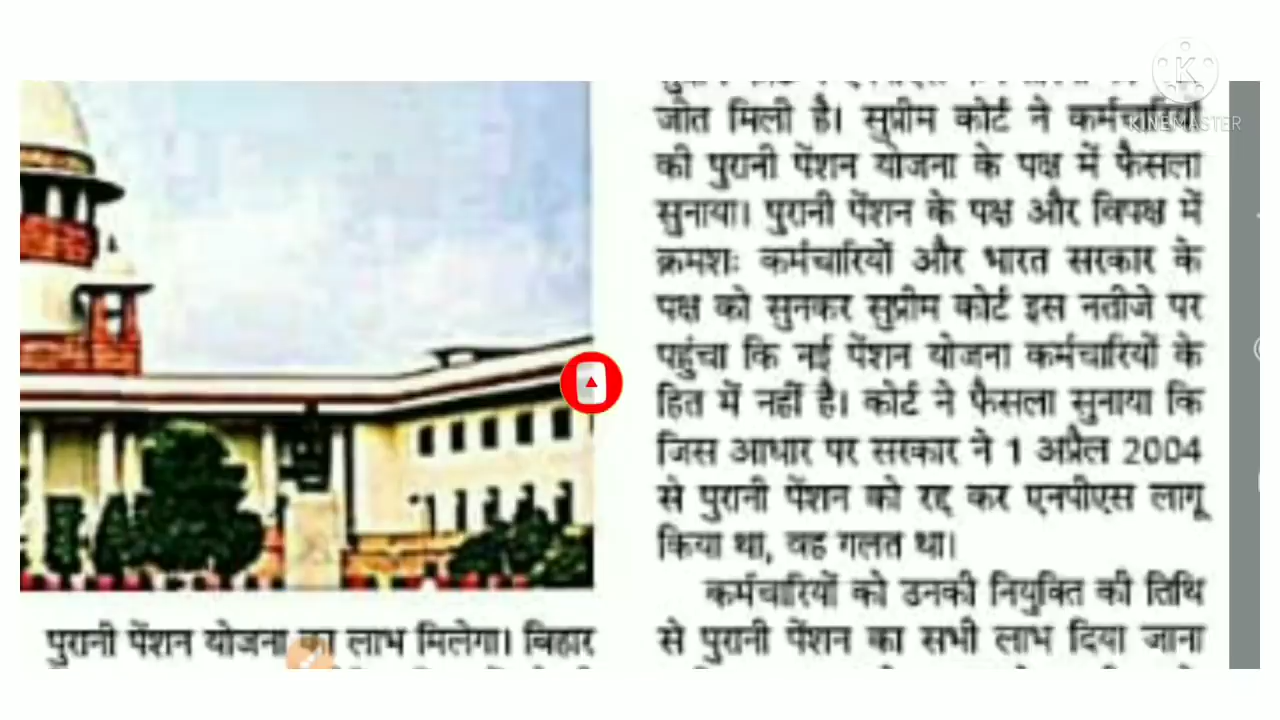 KINEMASTER
जीत मिली है। सुप्रीम कोर्ट ने कर्मचारियों
की पुरानी पेंशन योजना के पक्ष में फैसला
सुनाया। पुरानी पेंशन के पक्ष और विपक्ष में
क्रमशः कर्मचारियों और भारत सरकार के
पक्ष को सुनकर सुप्रीम कोर्ट इस नतीजे पर
पहुंचा कि नई पेंशन योजना कर्मचारियों के
हित में नहीं है। कोर्ट ने फैसला सुनाया कि
जिस आधार पर सरकार ने 1 अप्रैल 2004
से पुरानी पेंशन को रद्द कर एनपीएस लागू
किया था, वह गलत था।
कर्मचारियों को उनकी नियुक्ति की तिथि
से पुरानी पेंशन का सभी लाभ दिया जाना
पुरानी पेंशन योजना का लाभ मिलेगा। बिहार